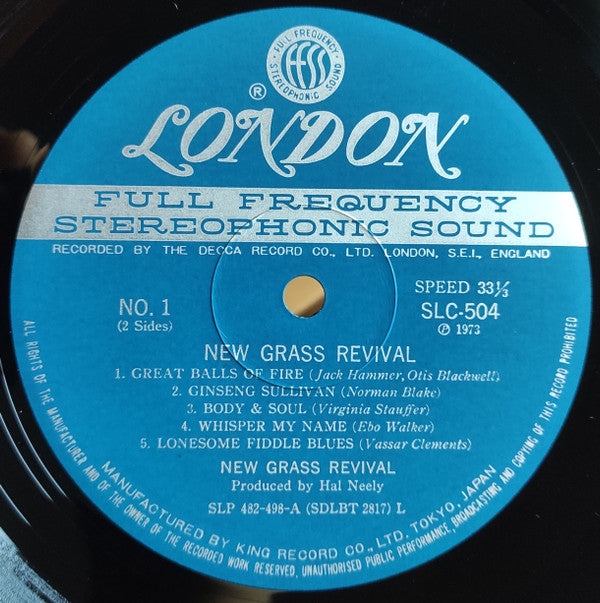 FULL FREQUENCY
FFSS
STEREOPHONIC SOUND
®
LONDON
FULL FREQUENCY
STEREOPHONIC SOUND
RECORDED BY THE DECCA RECORD CO., LTD. LONDON, S.E.I., ENGLAND
SPEED 33⅓
NO. 1
SLC-504
(2 Sides)
Ⓟ 1973
NEW GRASS REVIVAL
1. GREAT BALLS OF FIRE (Jack Hammer, Otis Blackwell)
2. GINSENG SULLIVAN (Norman Blake)
3. BODY & SOUL (Virginia Stauffer)
4. WHISPER MY NAME (Ebo Walker)
5. LONESOME FIDDLE BLUES (Vassar Clements)
NEW GRASS REVIVAL
Produced by Hal Neely
SLP 482-498-A (SDLBT 2817) L
MANUFACTURED BY KING RECORD CO., LTD. TOKYO, JAPAN
ALL RIGHTS OF THE MANUFACTURER AND OF THE OWNER OF THE RECORDED WORK RESERVED, UNAUTHORISED PUBLIC PERFORMANCE, BROADCASTING AND COPYING OF THIS RECORD PROHIBITED